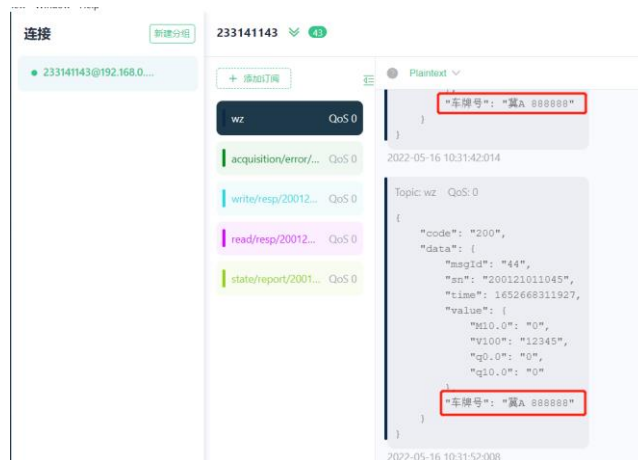 连接
新建分组
233141143
43
233141143@192.168.0....
+ 添加订阅
Plaintext
wz QoS 0
acquisition/error/... QoS 0
write/resp/20012... QoS 0
read/resp/20012... QoS 0
state/report/2001... QoS 0
"车牌号": "冀A 888888"
}
}
2022-05-16 10:31:42:014
Topic: wz QoS: 0
{
"code": "200",
"data": {
"msgId": "44",
"sn": "200121011045",
"time": 1652668311927,
"value": {
"M10.0": "0",
"V100": "12345",
"q0.0": "0",
"q10.0": "0"
},
"车牌号": "冀A 888888"
}
}
2022-05-16 10:31:52:008